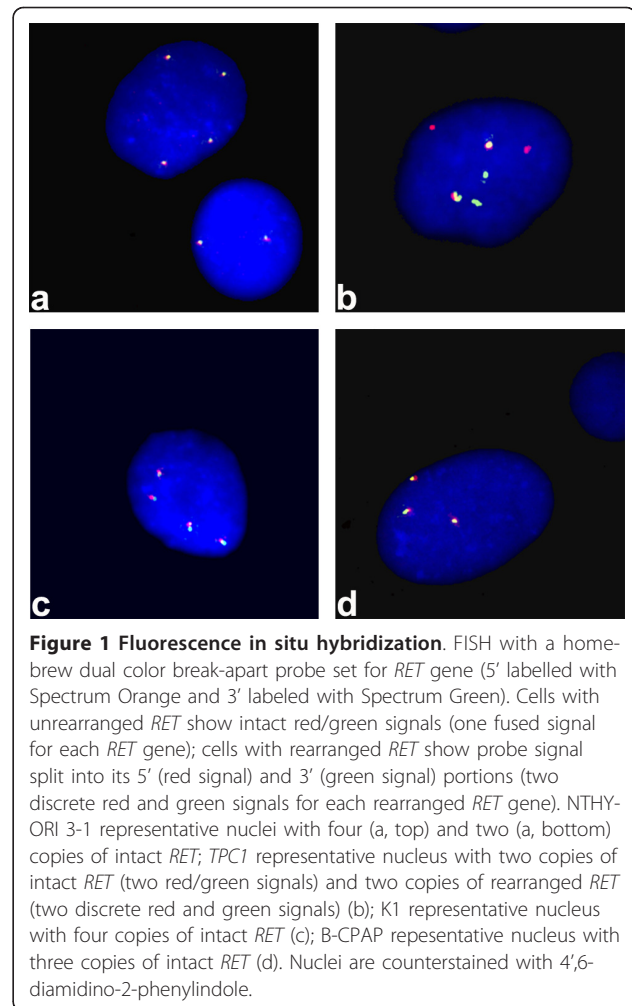 a
b
c
d
Figure 1 Fluorescence in situ hybridization. FISH with a home-
brew dual color break-apart probe set for RET gene (5’ labelled with
Spectrum Orange and 3’ labeled with Spectrum Green). Cells with
unrearranged RET show intact red/green signals (one fused signal
for each RET gene); cells with rearranged RET show probe signal
split into its 5’ (red signal) and 3’ (green signal) portions (two
discrete red and green signals for each rearranged RET gene). NTHY-
ORI 3-1 representative nuclei with four (a, top) and two (a, bottom)
copies of intact RET; TPC1 representative nucleus with two copies of
intact RET (two red/green signals) and two copies of rearranged RET
(two discrete red and green signals) (b); K1 representative nucleus
with four copies of intact RET (c); B-CPAP repesentative nucleus with
three copies of intact RET (d). Nuclei are counterstained with 4’,6-
diamidino-2-phenylindole.